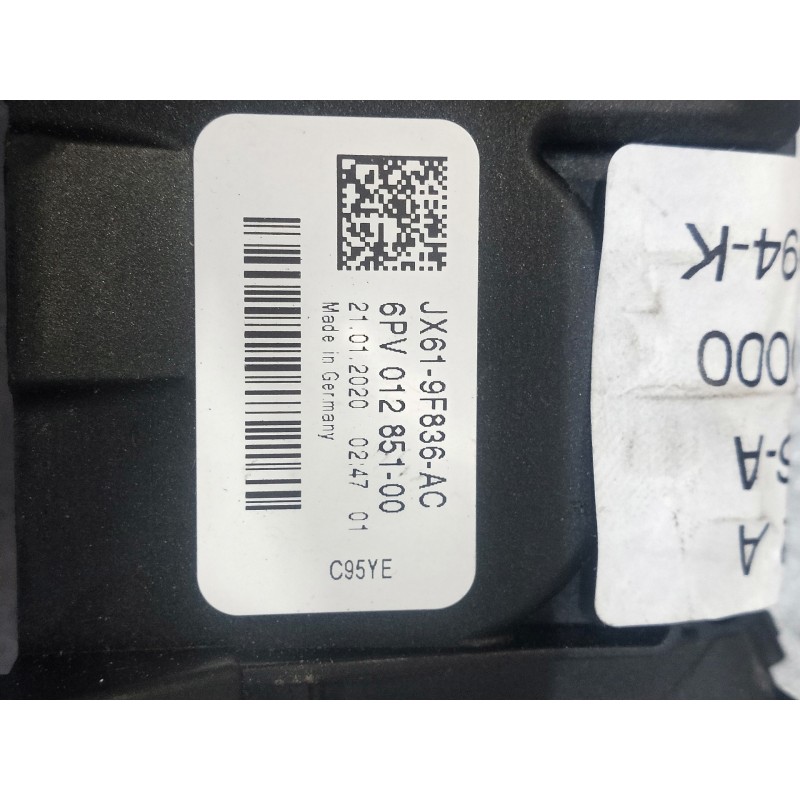 JX61-9F836-AC
6PV 012 851-00
21.01.2020 02:47 01
Made in Germany
C95YE
94-K
000
-A
A